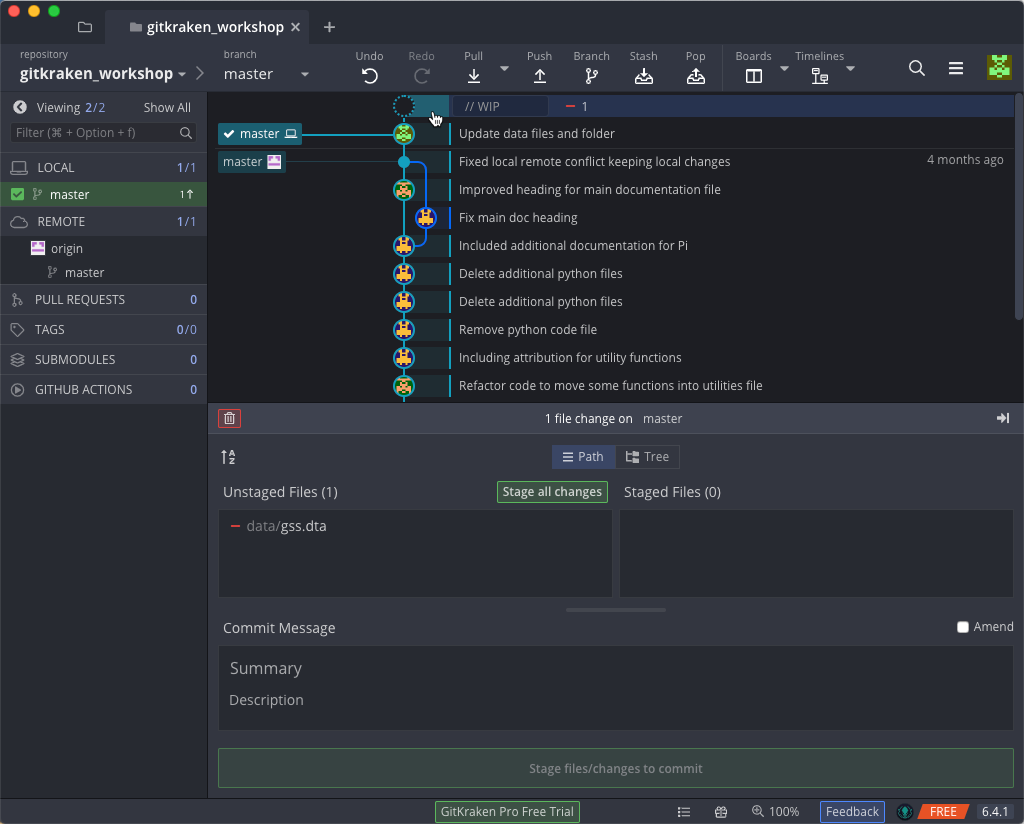 gitkraken_workshop
repository
gitkraken_workshop
branch
master
Undo
Redo
Pull
Push
Branch
Stash
Pop
Boards
Timelines
Viewing 2/2
Show All
Filter (⌘ + Option + f)
LOCAL 1/1
master 1↑
REMOTE 1/1
origin
master
PULL REQUESTS 0
TAGS 0/0
SUBMODULES 0
GITHUB ACTIONS 0
// WIP 1
master Update data files and folder
master Fixed local remote conflict keeping local changes 4 months ago
Improved heading for main documentation file
Fix main doc heading
Included additional documentation for Pi
Delete additional python files
Delete additional python files
Remove python code file
Including attribution for utility functions
Refactor code to move some functions into utilities file
1 file change on master
Path
Tree
Unstaged Files (1)
Stage all changes
Staged Files (0)
data/gss.dta
Commit Message
Amend
Summary
Description
Stage files/changes to commit
GitKraken Pro Free Trial
100%
Feedback
FREE
6.4.1